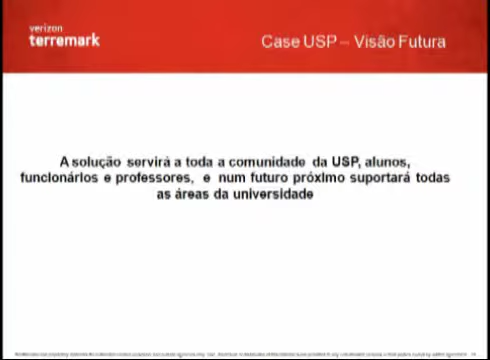 verizon
terremark
Case USP – Visão Futura
A solução servirá a toda a comunidade da USP, alunos,
funcionários e professores, e num futuro próximo suportará todas
as áreas da universidade